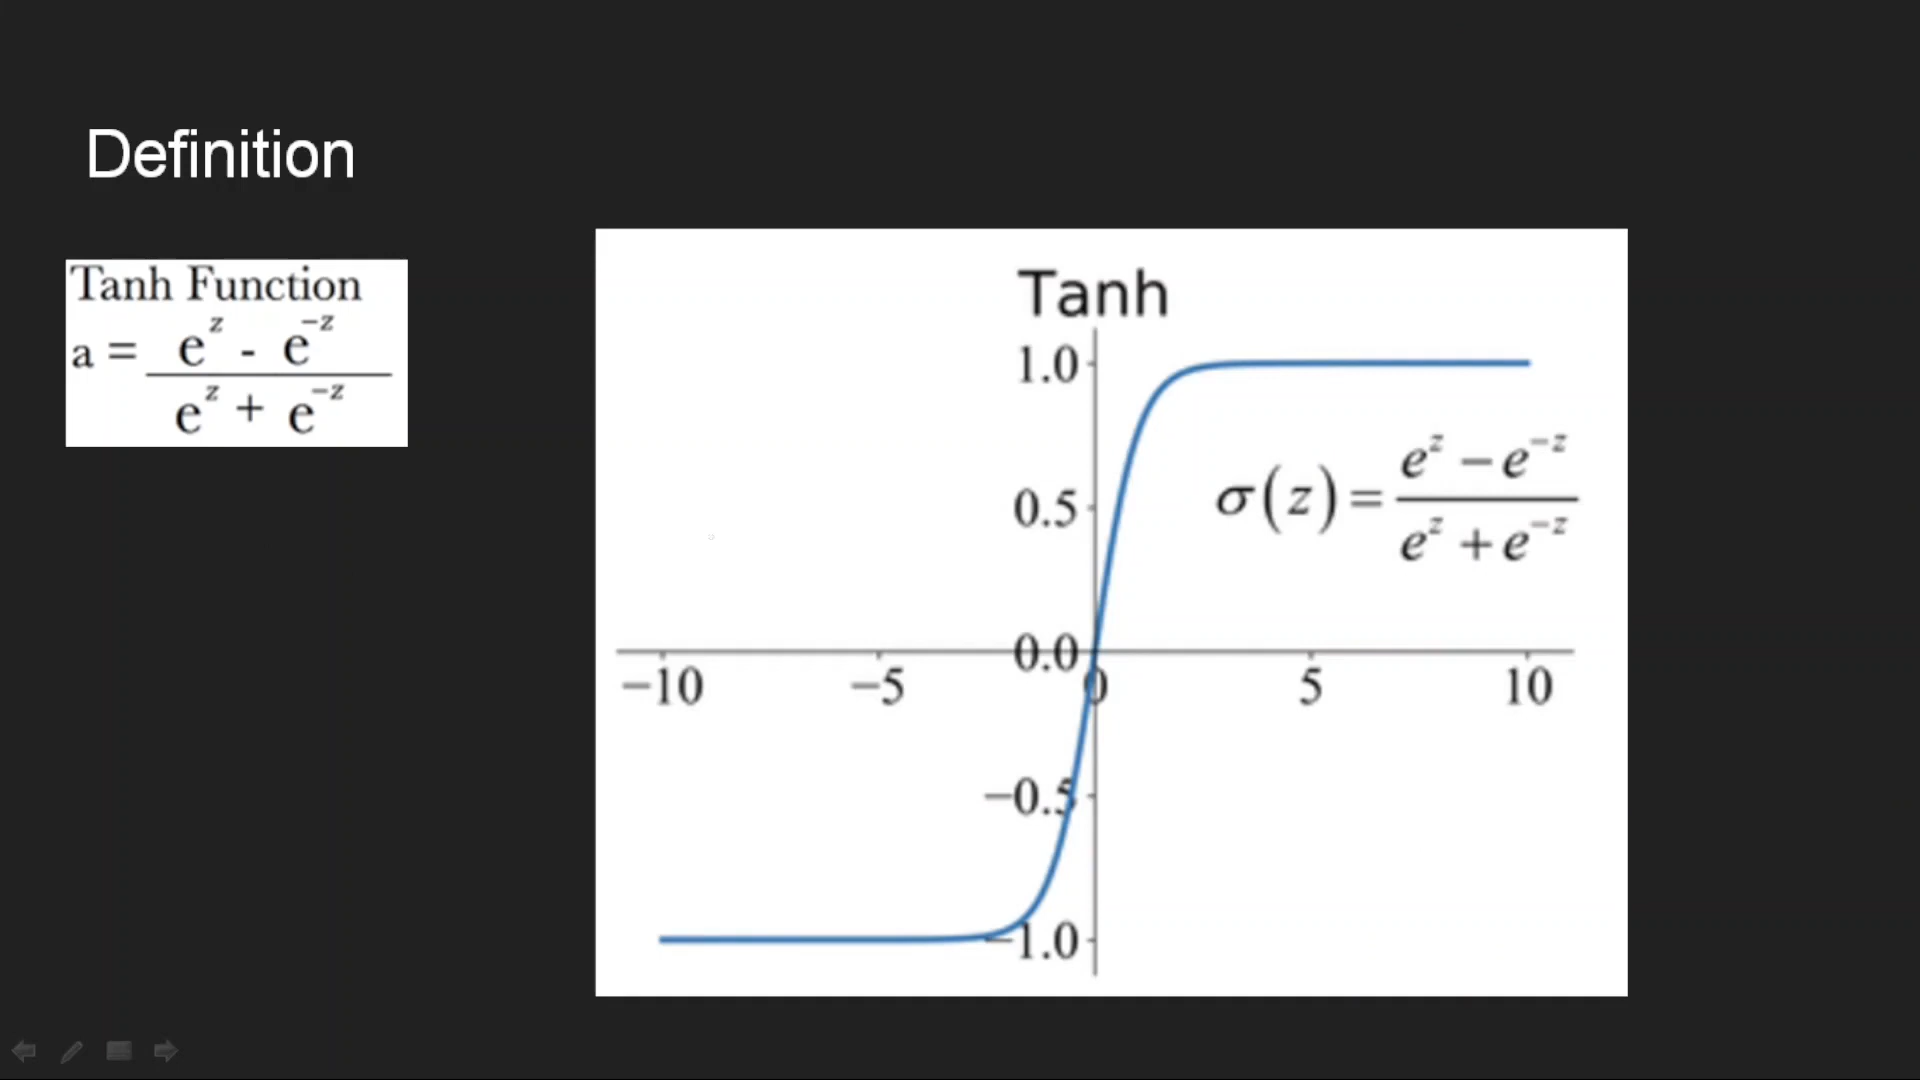 Definition
Tanh Function
a = e^z - e^-z
e^z + e^-z
Tanh
1.0
0.5
σ(z) = e^z − e^−z
e^z + e^−z
0.0
−10 −5 0 5 10
−0.5
−1.0